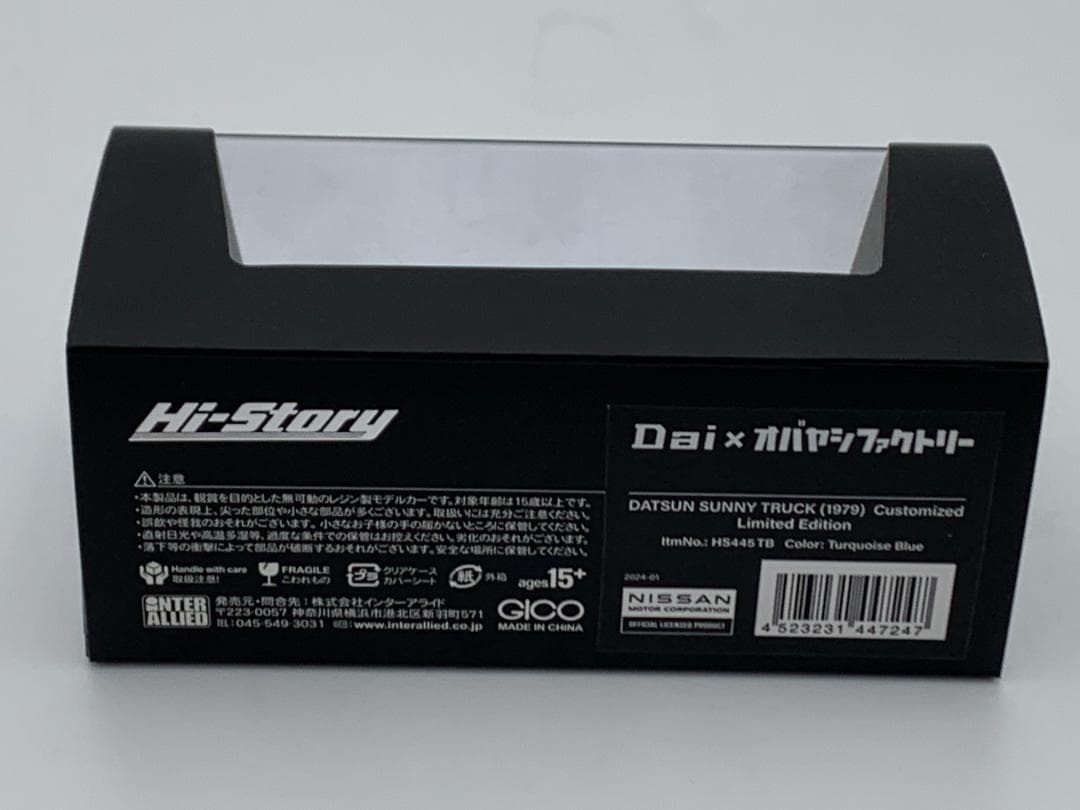 Hi-Story
注意
・本製品は、観賞を目的とした無可動のレジン製モデルカーです。対象年齢は15歳以上です。
・造形の表現上、尖った部位や小さな部品が多くございます。取扱いには充分ご注意ください。
・誤飲や怪我のおそれがございます。小さなお子様の手の届かないところに保管してください。
・直射日光や高温多湿等、過度な条件での保管はお控えください。劣化のおそれがございます。
・落下等の衝撃によって部品が破断するおそれがございます。安全な場所に保管してください。
Handle with care
取扱注意!
FRAGILE
こわれもの
プラ
クリアケース
カバーシート
紙
外箱
ages15+
INTER
ALLIED
発売元・問合先：株式会社インターアライド
〒223-0057 神奈川県横浜市港北区新羽町571
TEL：045-549-3031 WEB：www.interallied.co.jp
GICO
MADE IN CHINA
Dai×オバヤシファクトリー
DATSUN SUNNY TRUCK (1979) Customized
Limited Edition
ItmNo.: HS445TB Color: Turquoise Blue
2024-01
NISSAN
MOTOR CORPORATION
OFFICIAL LICENSED PRODUCT
4 523231 447247